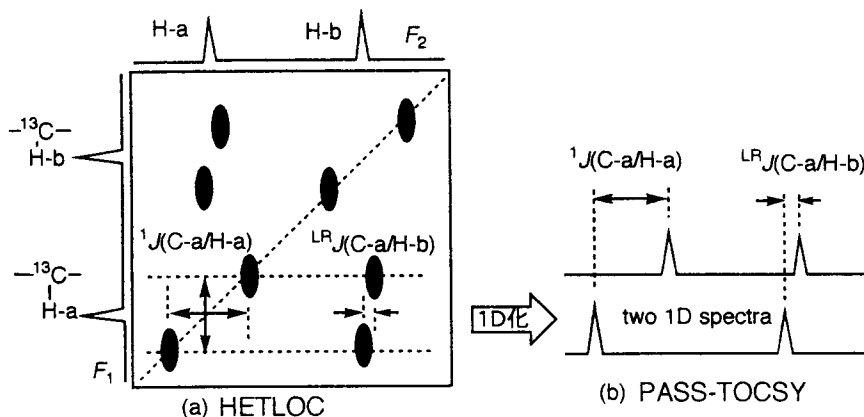 H-a
H-b
F₂
–¹³C–
H-b
¹J(C-a/H-a)
ᴸᴿJ(C-a/H-b)
–¹³C–
H-a
F₁
(a) HETLOC
1D化
¹J(C-a/H-a)
ᴸᴿJ(C-a/H-b)
two 1D spectra
(b) PASS-TOCSY